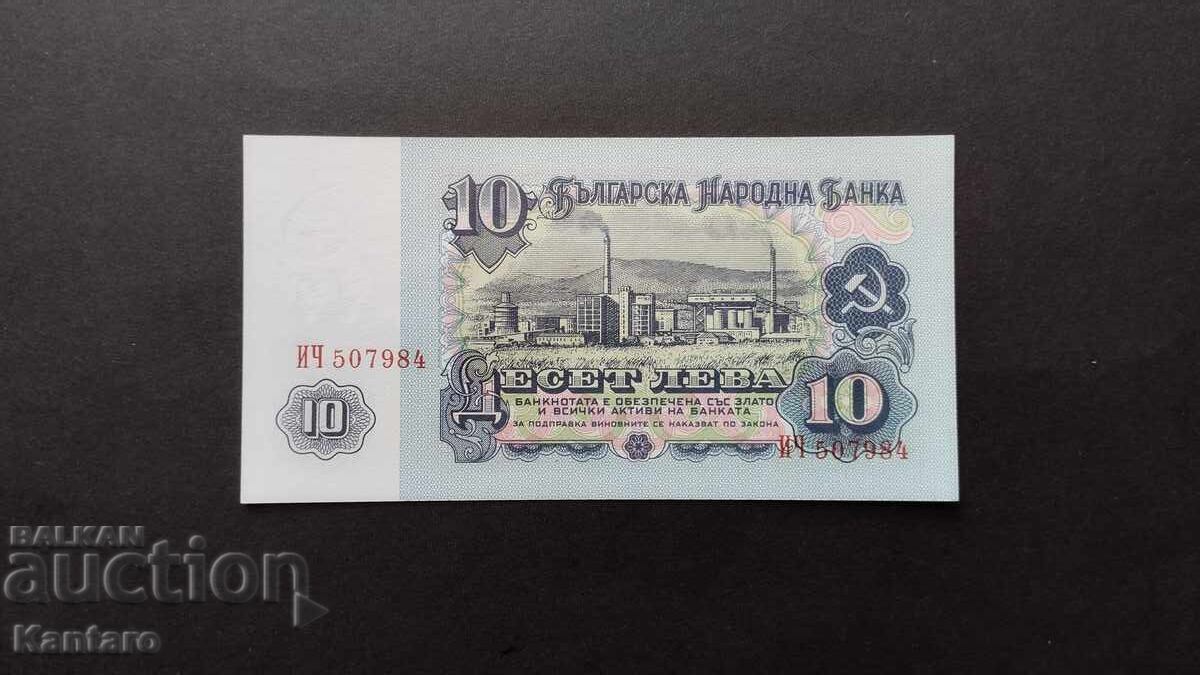 10 БЪЛГАРСКА НАРОДНА БАНКА
ИЧ 507984
10
ДЕСЕТ ЛЕВА
БАНКНОТАТА Е ОБЕЗПЕЧЕНА СЪС ЗЛАТО
И ВСИЧКИ АКТИВИ НА БАНКАТА
ЗА ПОДПРАВКА ВИНОВНИТЕ СЕ НАКАЗВАТ ПО ЗАКОНА
10
ИЧ 507984
BALKAN
auction
Kantaro